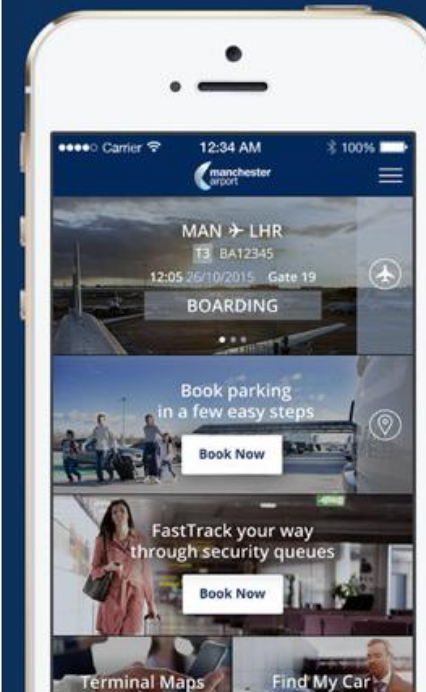 Carrier
12:34 AM
100%
manchester
airport
MAN LHR
T3 BA12345
12:05 26/10/2015 Gate 19
BOARDING
Book parking
in a few easy steps
Book Now
FastTrack your way
through security queues
Book Now
Terminal Maps
Find My Car